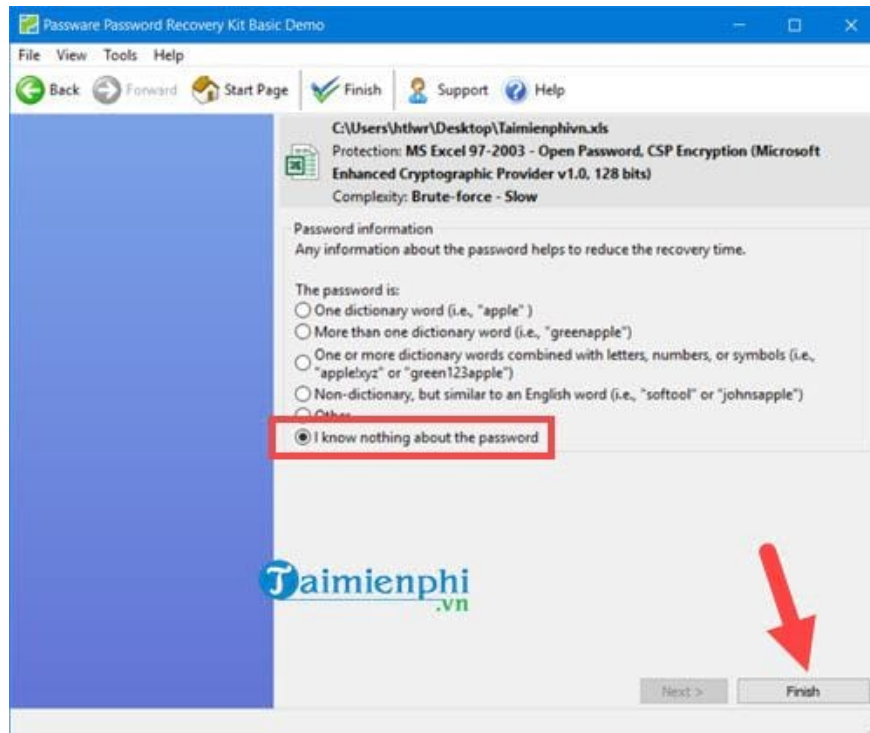 Passware Password Recovery Kit Basic Demo
File View Tools Help
Back Forward Start Page Finish Support Help
C:\Users\htlwr\Desktop\Taimienphivn.xls
Protection: MS Excel 97-2003 - Open Password, CSP Encryption (Microsoft
Enhanced Cryptographic Provider v1.0, 128 bits)
Complexity: Brute-force - Slow
Password information
Any information about the password helps to reduce the recovery time.
The password is:
One dictionary word (i.e., "apple" )
More than one dictionary word (i.e., "greenapple")
One or more dictionary words combined with letters, numbers, or symbols (i.e.,
"apple!xyz" or "green123apple")
Non-dictionary, but similar to an English word (i.e., "softool" or "johnsapple")
Other
I know nothing about the password
Taimienphi
.vn
Next > Finish